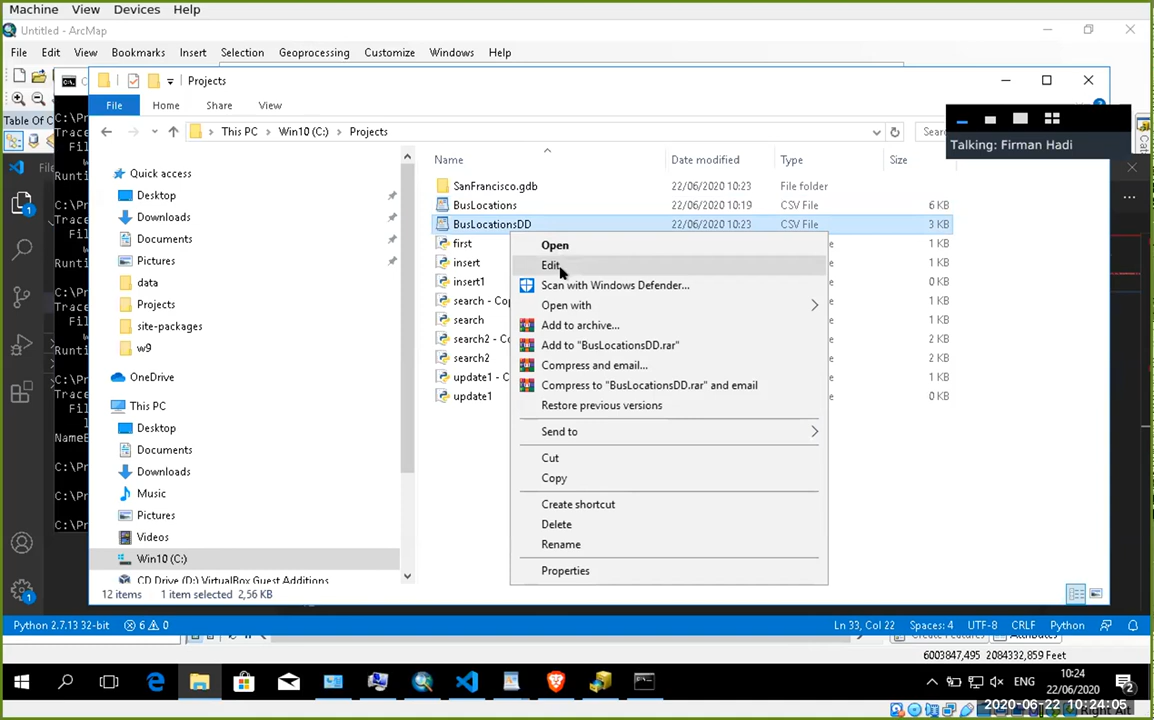 Machine View Devices Help
Untitled - ArcMap
File Edit View Bookmarks Insert Selection Geoprocessing Customize Windows Help
Projects
File Home Share View
Table Of C
This PC Win10 (C:) Projects
Talking: Firman Hadi
Name Date modified Type Size
Quick access
Desktop
Downloads
Documents
Pictures
data
Projects
site-packages
w9
OneDrive
This PC
Desktop
Downloads
Documents
Music
Pictures
Videos
Win10 (C:)
CD Drive (D:) VirtualBox Guest Additions
SanFrancisco.gdb 22/06/2020 10:23 File folder
BusLocations 22/06/2020 10:19 CSV File 6 KB
BusLocationsDD 22/06/2020 10:23 CSV File 3 KB
first 1 KB
insert 1 KB
insert1 0 KB
search - Cop 1 KB
search 1 KB
search2 - C 2 KB
search2 2 KB
update1 - C 1 KB
update1 0 KB
Open
Edit
Scan with Windows Defender...
Open with
Add to archive...
Add to "BusLocationsDD.rar"
Compress and email...
Compress to "BusLocationsDD.rar" and email
Restore previous versions
Send to
Cut
Copy
Create shortcut
Delete
Rename
Properties
12 items 1 item selected 2,56 KB
Python 2.7.13 32-bit 6 0 Ln 33, Col 22 Spaces: 4 UTF-8 CRLF Python
6003847,495 2084332,859 Feet
ENG
10:24
22/06/2020
2
2020-06-22 10:24:05